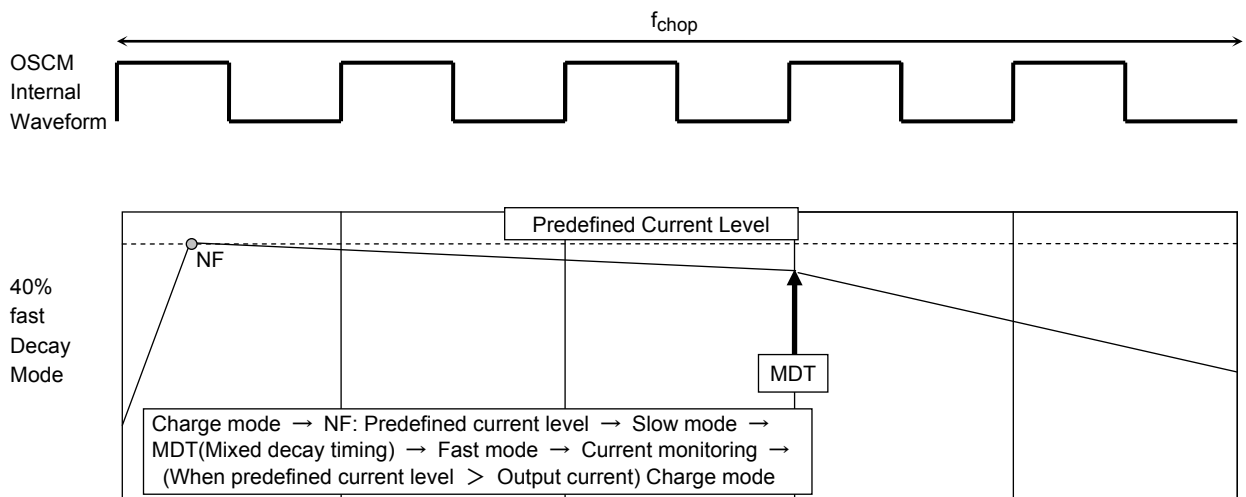 fchop
OSCM
Internal
Waveform
Predefined Current Level
NF
40%
fast
Decay
Mode
MDT
Charge mode → NF: Predefined current level → Slow mode →
MDT(Mixed decay timing) → Fast mode → Current monitoring →
(When predefined current level ＞ Output current) Charge mode